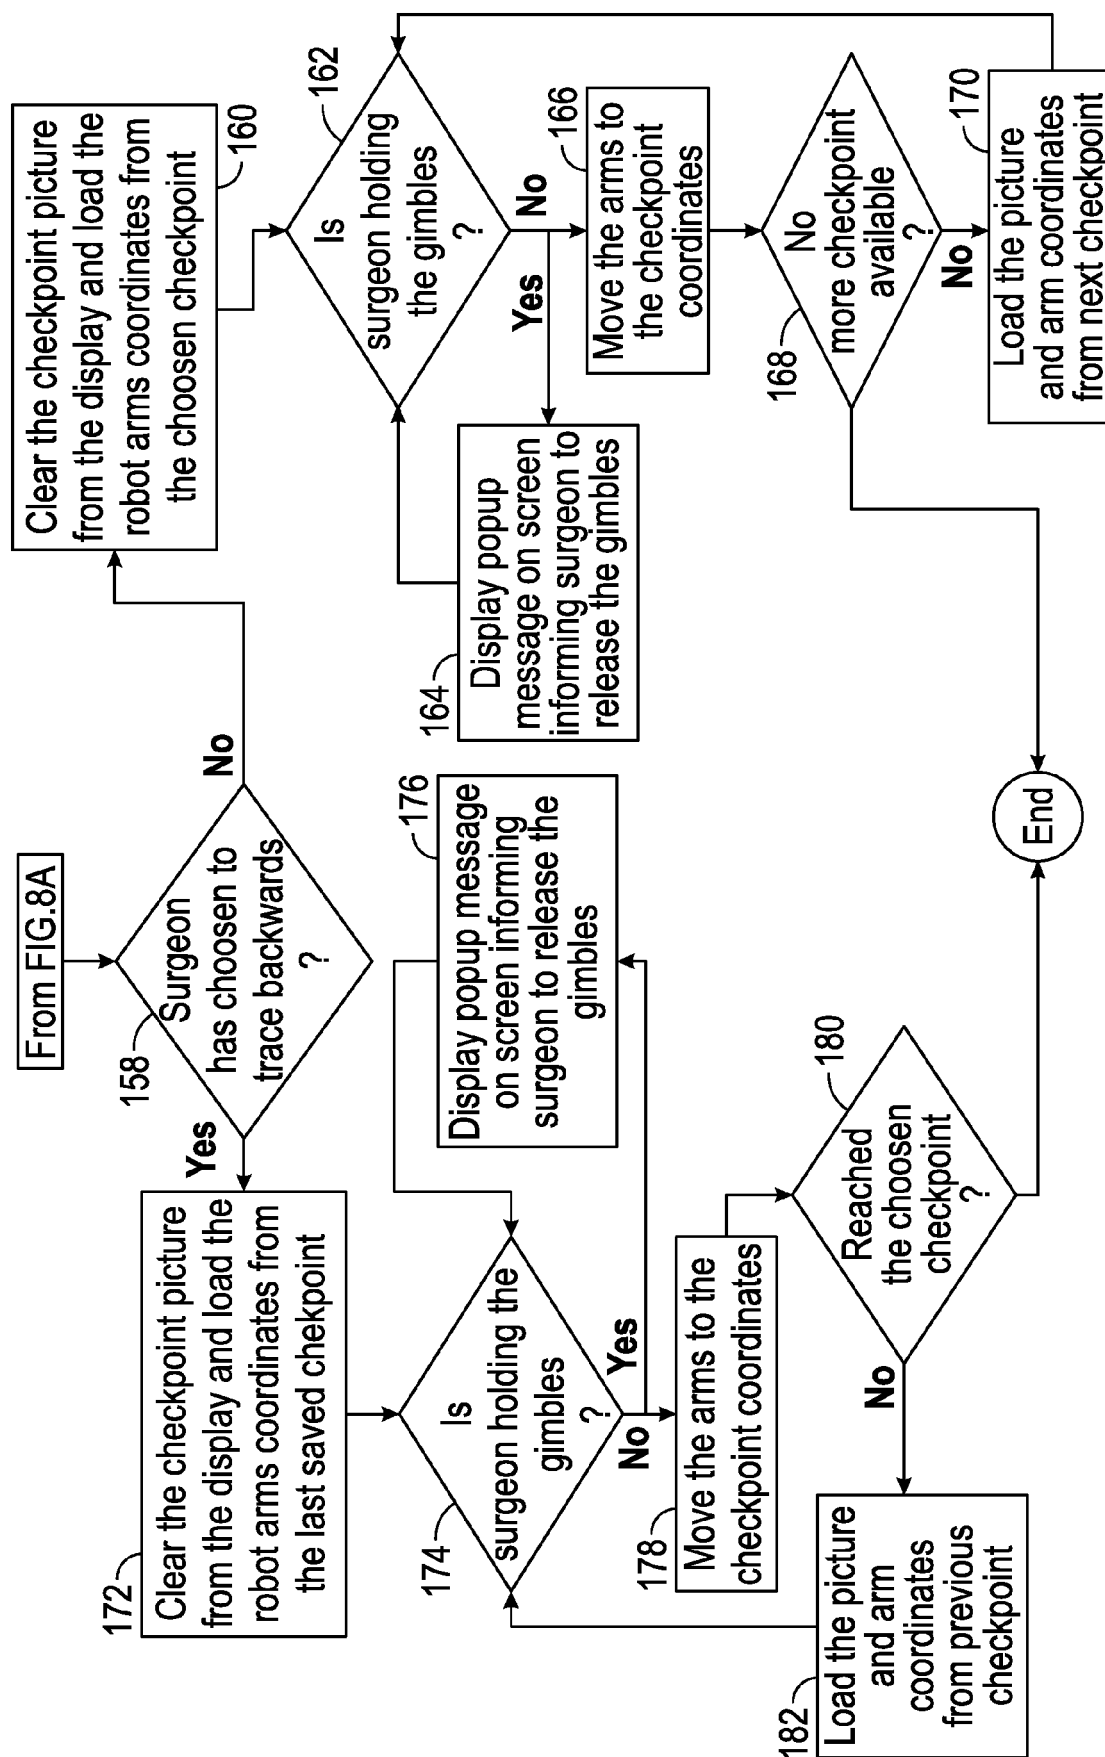 From FIG.8A
Surgeon
has choosen to
trace backwards
?
158
Yes
No
172
Clear the checkpoint picture
from the display and load the
robot arms coordinates from
the last saved chekpoint
Clear the checkpoint picture
from the display and load the
robot arms coordinates from
the choosen checkpoint
160
174
Is
surgeon holding the
gimbles
?
Yes
No
Display popup message
on screen informing
surgeon to release the
gimbles
176
164
Display popup
message on screen
informing surgeon to
release the gimbles
Is
surgeon holding
the gimbles
?
162
Yes
No
178
Move the arms to the
checkpoint coordinates
Move the arms to
the checkpoint
coordinates
166
Reached
the choosen
checkpoint
?
180
No
168
No
more checkpoint
available
?
No
182
Load the picture
and arm
coordinates
from previous
checkpoint
End
Load the picture
and arm coordinates
from next checkpoint
170